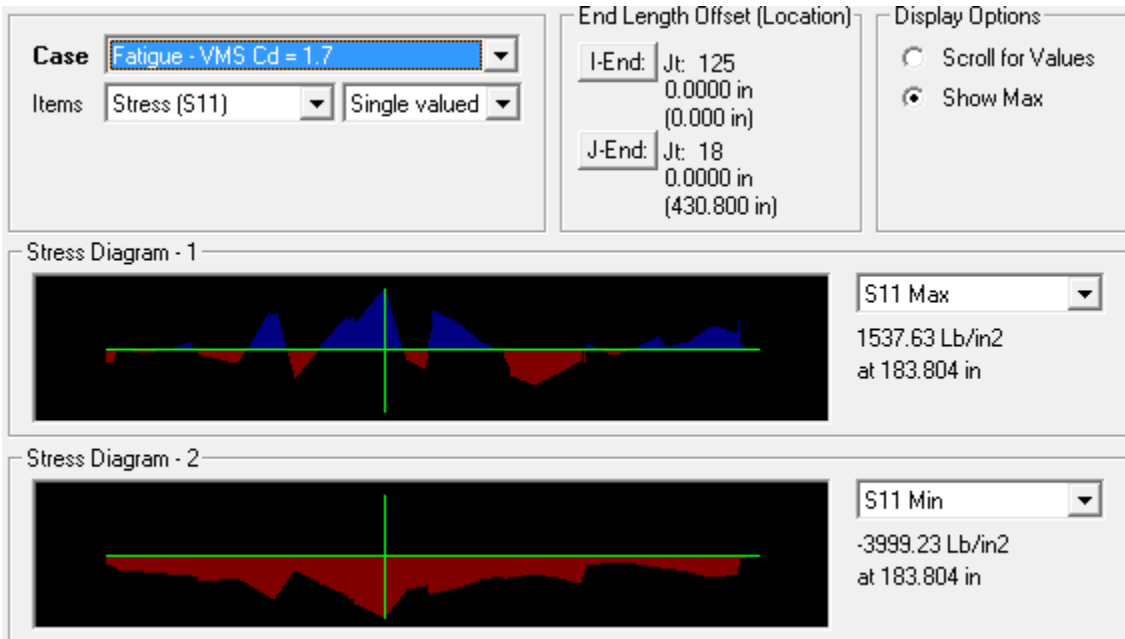 Case Fatigue - VMS Cd = 1.7
Items Stress (S11) Single valued
End Length Offset (Location)
I-End: Jt: 125
0.0000 in
(0.000 in)
J-End: Jt: 18
0.0000 in
(430.800 in)
Display Options
Scroll for Values
Show Max
Stress Diagram - 1
S11 Max
1537.63 Lb/in2
at 183.804 in
Stress Diagram - 2
S11 Min
-3999.23 Lb/in2
at 183.804 in